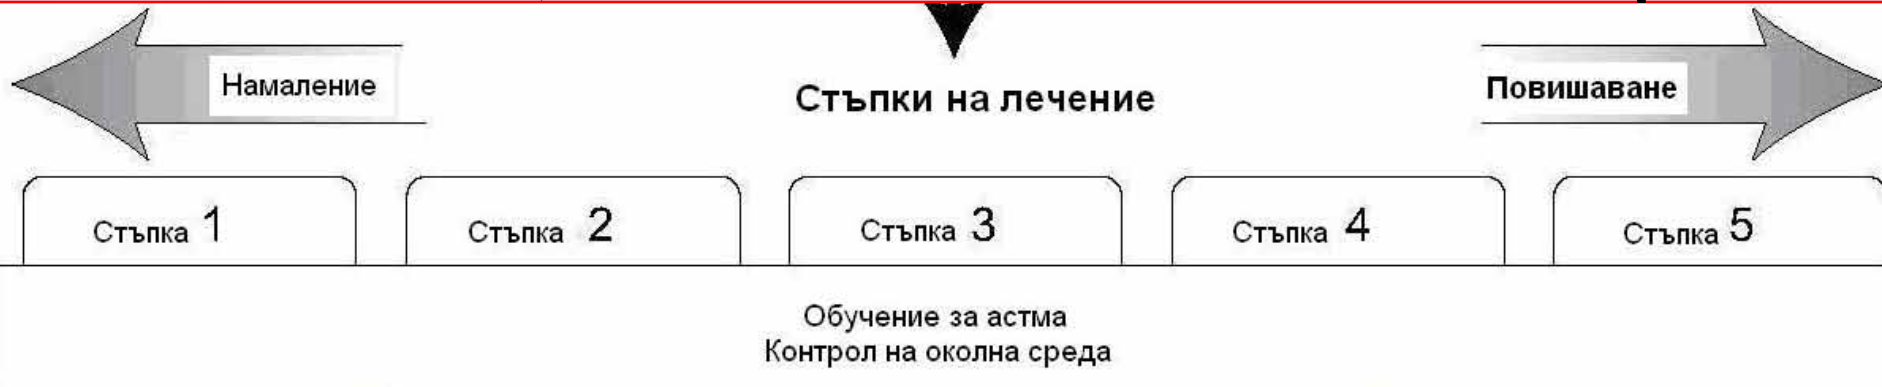 Намаление
Стъпки на лечение
Повишаване
Стъпка 1
Стъпка 2
Стъпка 3
Стъпка 4
Стъпка 5
Обучение за астма
Контрол на околна среда